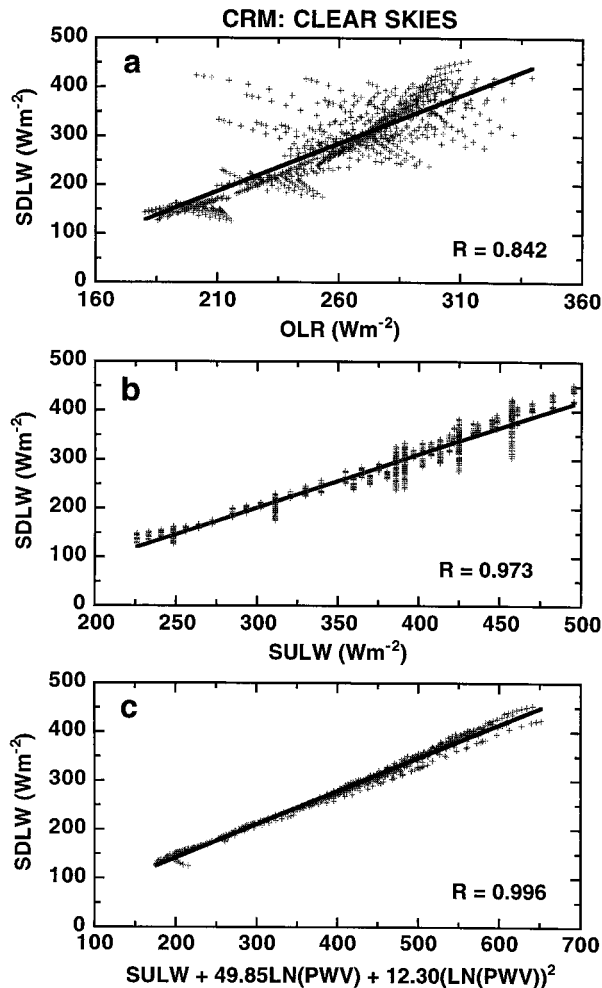 CRM: CLEAR SKIES
a
SDLW (Wm⁻²)
500
400
300
200
100
0
R = 0.842
160 210 260 310 360
OLR (Wm⁻²)
b
SDLW (Wm⁻²)
500
400
300
200
100
0
R = 0.973
200 250 300 350 400 450 500
SULW (Wm⁻²)
c
SDLW (Wm⁻²)
500
400
300
200
100
0
R = 0.996
100 200 300 400 500 600 700
SULW + 49.85LN(PWV) + 12.30(LN(PWV))²